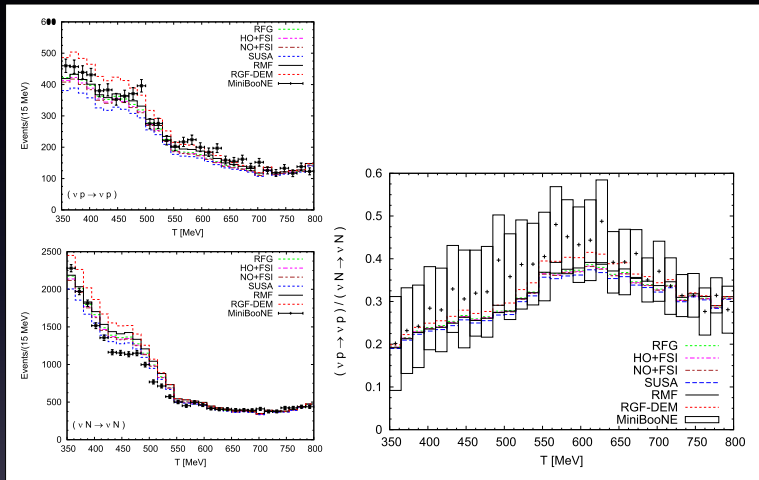 600
500
400
300
200
100
0
350 400 450 500 550 600 650 700 750 800
T [MeV]
Events/(15 MeV)
RFG
HO+FSI
NO+FSI
SUSA
RMF
RGF-DEM
MiniBooNE
( ν p → ν p )
2500
2000
1500
1000
500
0
350 400 450 500 550 600 650 700 750 800
T [MeV]
Events/(15 MeV)
RFG
HO+FSI
NO+FSI
SUSA
RMF
RGF-DEM
MiniBooNE
( ν N → ν N )
0.6
0.5
0.4
0.3
0.2
0.1
0
350 400 450 500 550 600 650 700 750 800
T [MeV]
( ν p → ν p ) / ( ν N → ν N )
RFG
HO+FSI
NO+FSI
SUSA
RMF
RGF-DEM
MiniBooNE